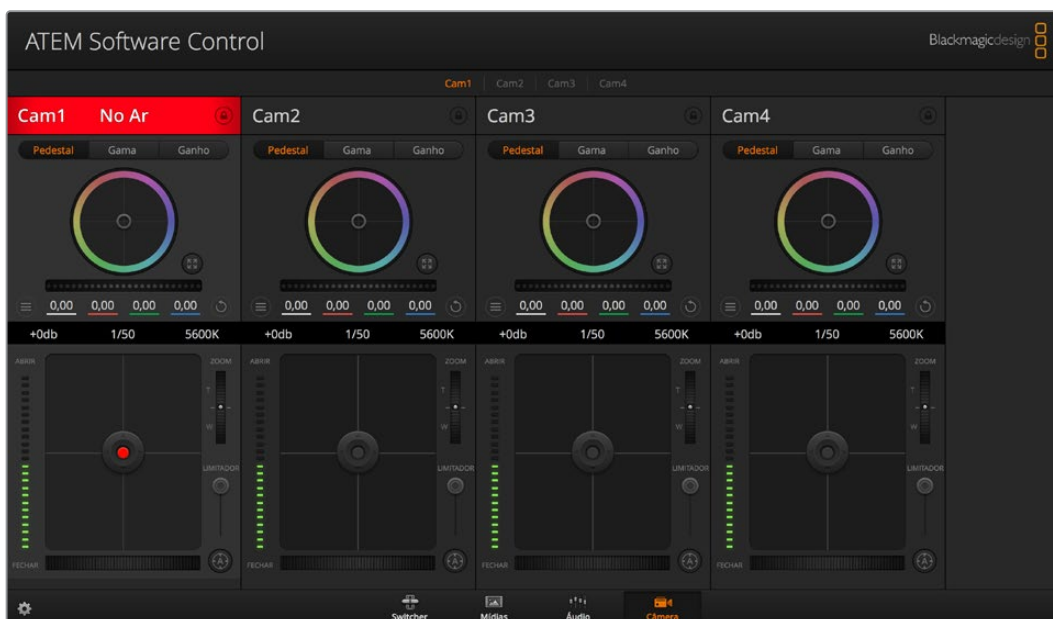 ATEM Software Control
Blackmagicdesign
Cam1 Cam2 Cam3 Cam4
Cam1 No Ar Cam2 Cam3 Cam4
Pedestal Gama Ganho Pedestal Gama Ganho Pedestal Gama Ganho Pedestal Gama Ganho
0,00 0,00 0,00 0,00 0,00 0,00 0,00 0,00 0,00 0,00 0,00 0,00 0,00 0,00 0,00 0,00
+0db 1/50 5600K +0db 1/50 5600K +0db 1/50 5600K +0db 1/50 5600K
ABRIR ZOOM ABRIR ZOOM ABRIR ZOOM ABRIR ZOOM
T T T T
W W W W
LIMITADOR LIMITADOR LIMITADOR LIMITADOR
A A A A
FECHAR FECHAR FECHAR FECHAR
Switcher Mídias Áudio Câmera